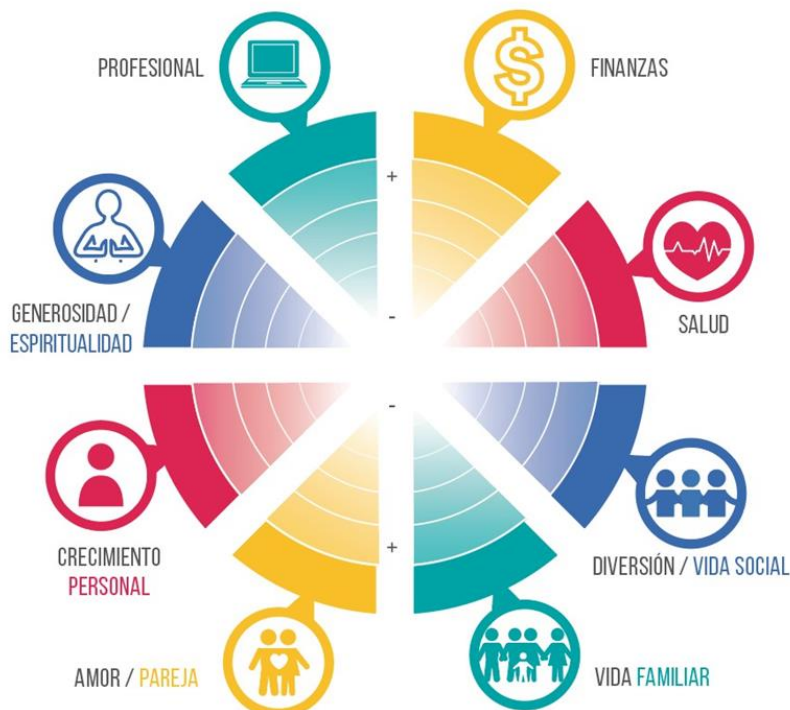 PROFESIONAL
FINANZAS
$
+
GENEROSIDAD /
ESPIRITUALIDAD
-
SALUD
-
CRECIMIENTO
PERSONAL
+
DIVERSIÓN / VIDA SOCIAL
AMOR / PAREJA
VIDA FAMILIAR